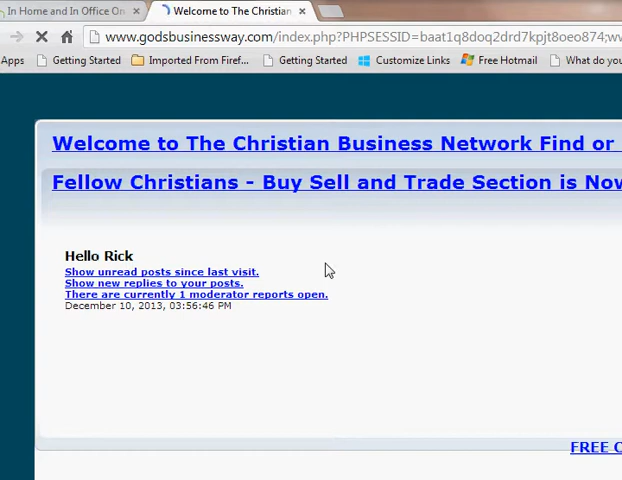 In Home and In Office On
Welcome to The Christian
www.godsbusinessway.com/index.php?PHPSESSID=baat1q8doq2drd7kpjt8oeo874;wv
Apps Getting Started Imported From Firef... Getting Started Customize Links Free Hotmail What do you
Welcome to The Christian Business Network Find or
Fellow Christians - Buy Sell and Trade Section is Now
Hello Rick
Show unread posts since last visit.
Show new replies to your posts.
There are currently 1 moderator reports open.
December 10, 2013, 03:56:46 PM
FREE C